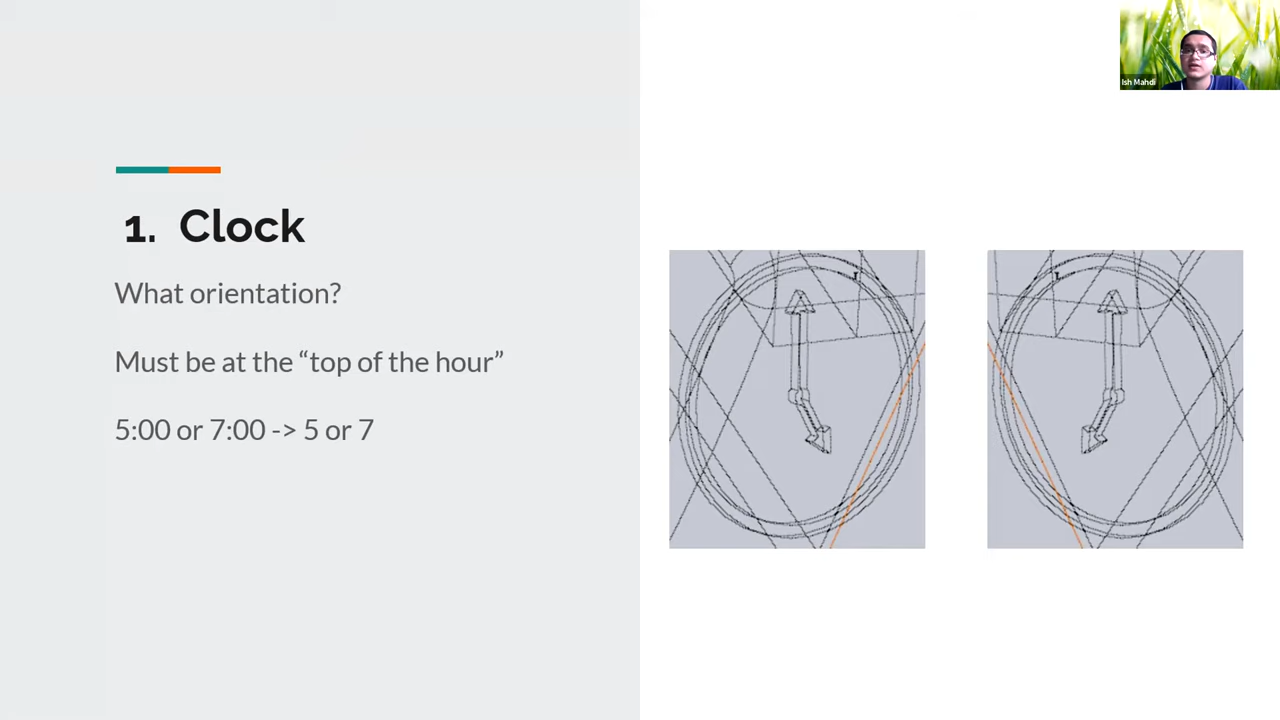 Ish Mahdi
1. Clock
What orientation?
Must be at the “top of the hour”
5:00 or 7:00 -> 5 or 7